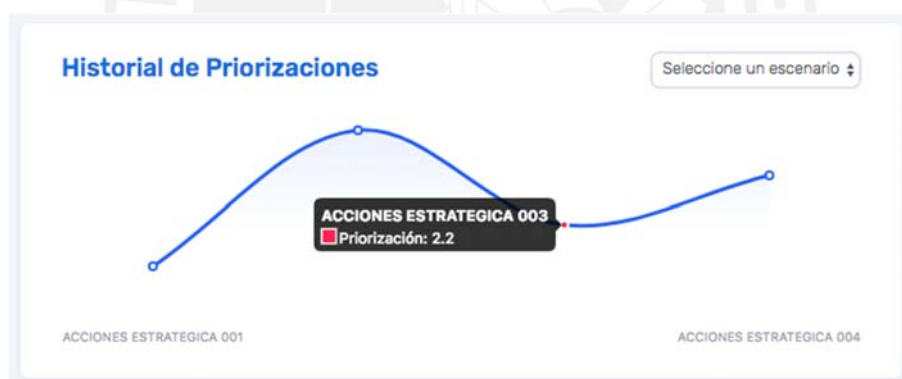 Historial de Priorizaciones
Seleccione un escenario
ACCIONES ESTRATEGICA 003
Priorización: 2.2
ACCIONES ESTRATEGICA 001
ACCIONES ESTRATEGICA 004